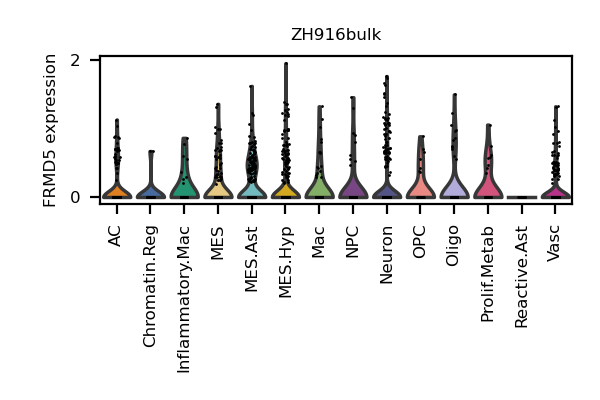 ZH916bulk
FRMD5 expression
2
0
AC
Chromatin.Reg
Inflammatory.Mac
MES
MES.Ast
MES.Hyp
Mac
NPC
Neuron
OPC
Oligo
Prolif.Metab
Reactive.Ast
Vasc